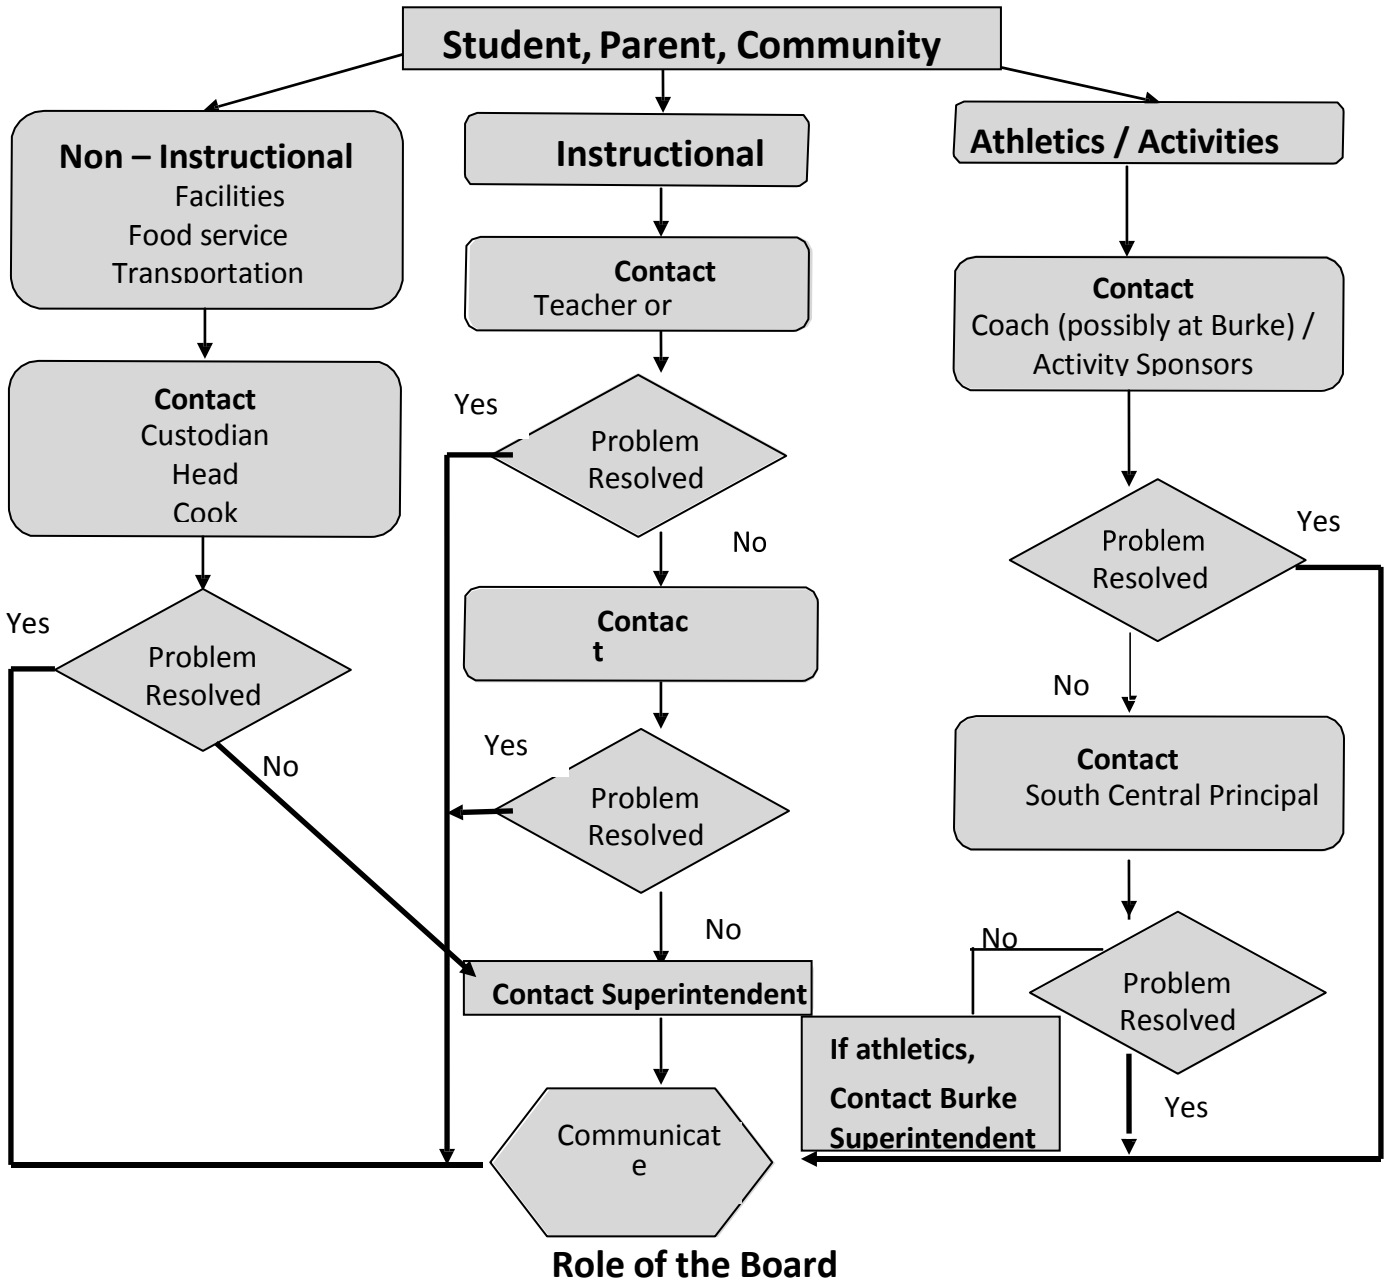 Student, Parent, Community
Non – Instructional
Facilities
Food service
Transportation
Instructional
Athletics / Activities
Contact
Teacher or
Contact
Coach (possibly at Burke) /
Activity Sponsors
Contact
Custodian
Head
Cook
Yes
Problem
Resolved
No
Yes
Problem
Resolved
No
Contac
t
Yes
Problem
Resolved
No
Contact
South Central Principal
Yes
Problem
Resolved
No
Contact Superintendent
No
Problem
Resolved
Yes
If athletics,
Contact Burke
Superintendent
Communicat
e
Role of the Board